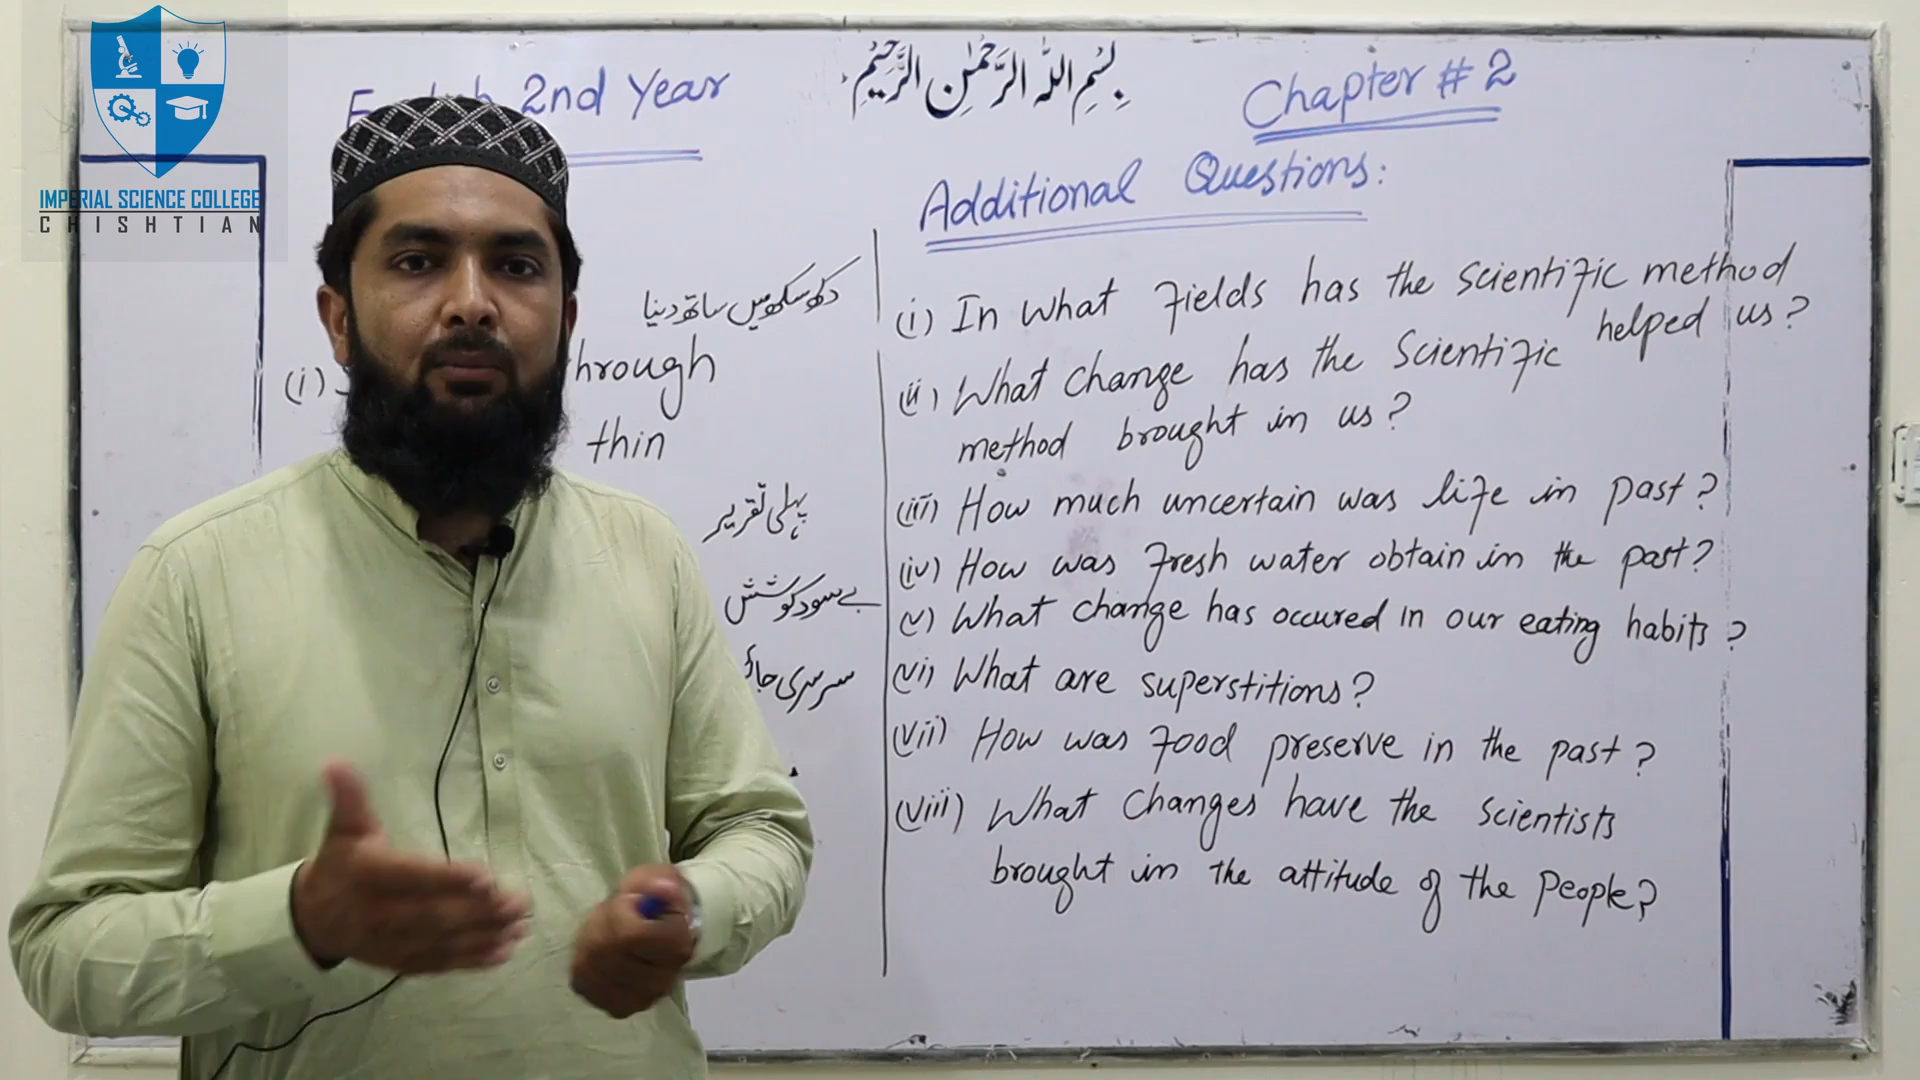 IMPERIAL SCIENCE COLLEGE
CHISHTIAN
2nd Year
بِسْمِ اللہِ الرَّحْمٰنِ الرَّحِیْمِ
Chapter # 2
Additional Questions:
دکھ سکھ میں ساتھ دینا
(i)
hrough
thin
پہلی تقریر
بے سود کوشش
سرسری
(i) In what fields has the scientific method
helped us?
(ii) What change has the Scientific
method brought in us?
(iii) How much uncertain was life in past?
(iv) How was fresh water obtain in the past?
(v) What change has occured in our eating habits?
(vi) What are superstitions?
(vii) How was food preserve in the past?
(viii) What changes have the scientists
brought in the attitude of the people?